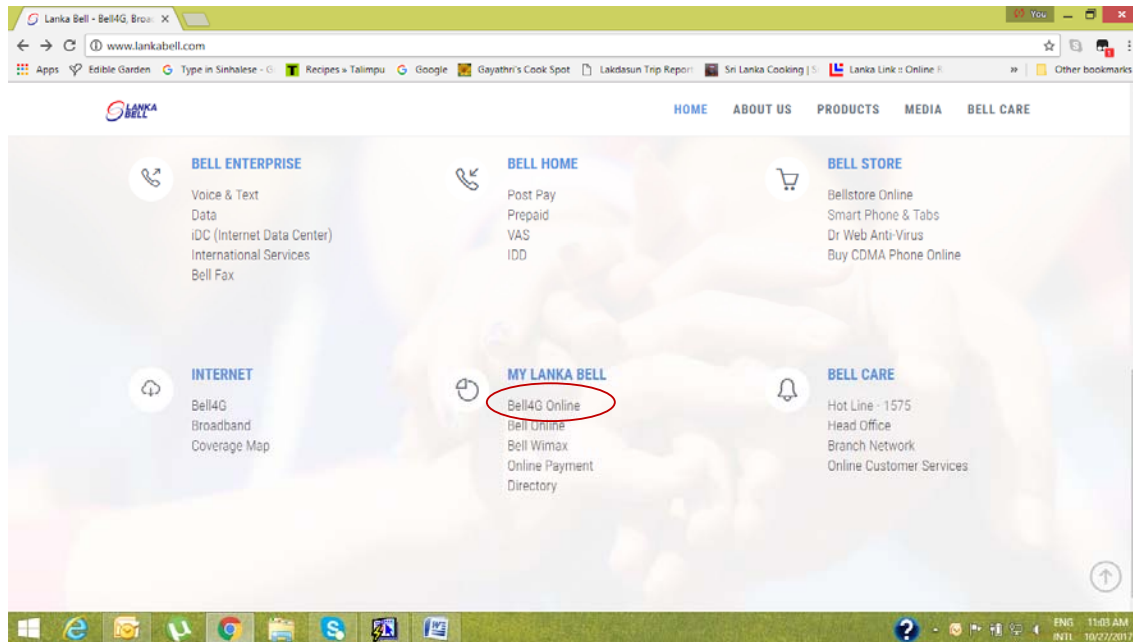 Lanka Bell - Bell4G, Broa
You
www.lankabell.com
Apps Edible Garden Type in Sinhalese - G Recipes » Talimpu Google Gayathri's Cook Spot Lakdasun Trip Report Sri Lanka Cooking | S Lanka Link :: Online R » Other bookmarks
LANKA BELL
HOME ABOUT US PRODUCTS MEDIA BELL CARE
BELL ENTERPRISE
Voice & Text
Data
iDC (Internet Data Center)
International Services
Bell Fax
BELL HOME
Post Pay
Prepaid
VAS
IDD
BELL STORE
Bellstore Online
Smart Phone & Tabs
Dr Web Anti-Virus
Buy CDMA Phone Online
INTERNET
Bell4G
Broadband
Coverage Map
MY LANKA BELL
Bell4G Online
Bell Online
Bell Wimax
Online Payment
Directory
BELL CARE
Hot Line - 1575
Head Office
Branch Network
Online Customer Services
ENG 11:03 AM
INTL 10/27/2017